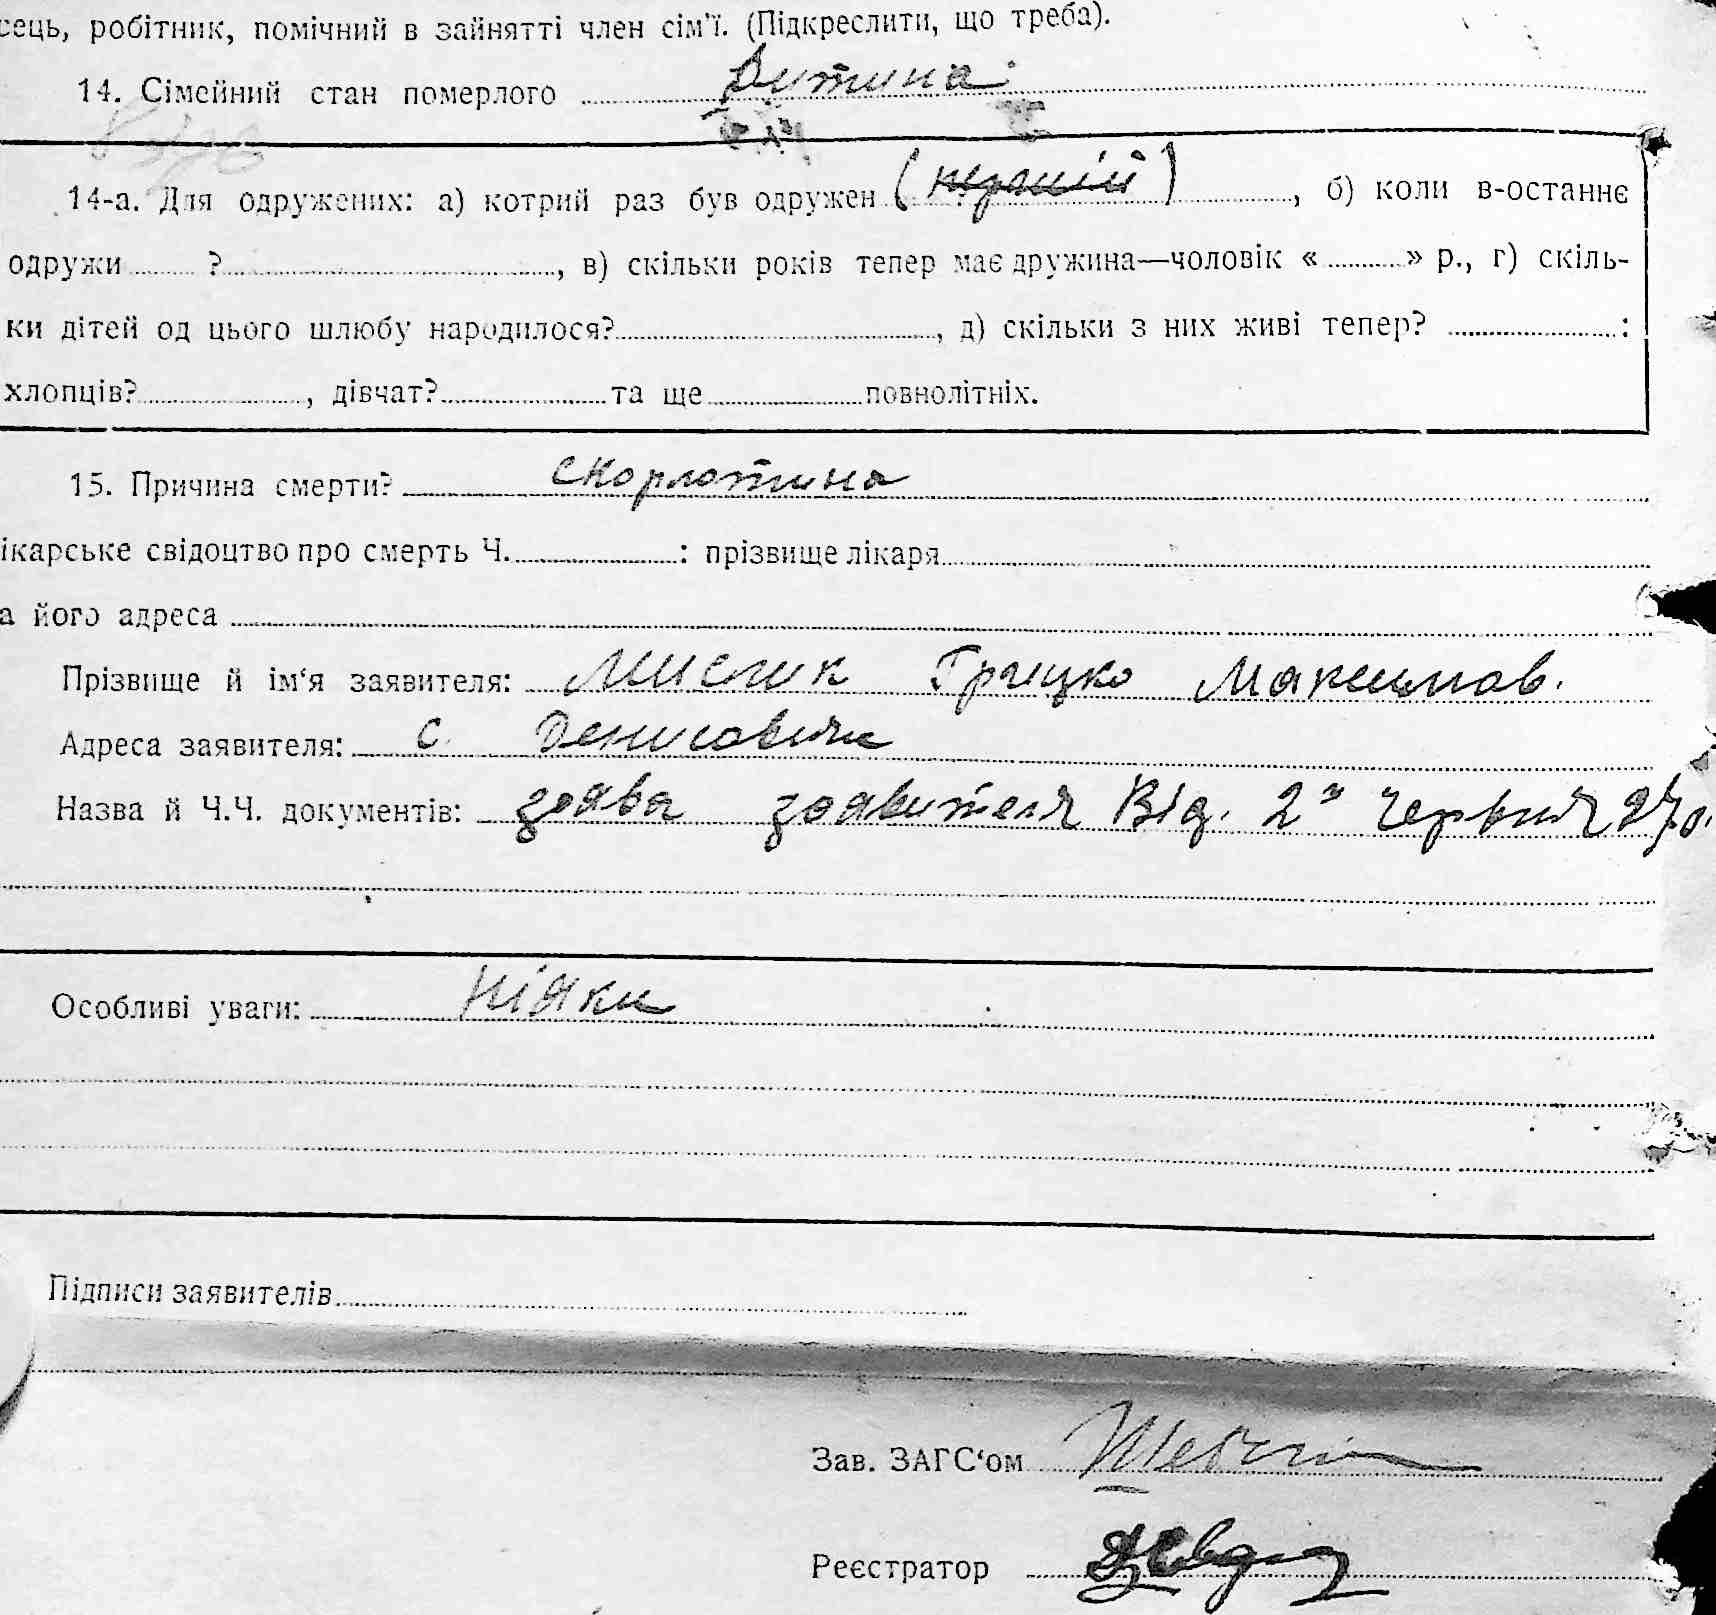 сець, робітник, помічний в зайнятті член сім'ї. (Підкреслити, що треба).
14. Сімейний стан померлого Дитина
14-а. Для одружених: а) котрий раз був одружен (перший), б) коли в-останнє
одружи ? , в) скільки років тепер має дружина—чоловік « » р., г) скіль-
ки дітей од цього шлюбу народилося? , д) скільки з них живі тепер? :
хлопців? , дівчат? та ще повнолітніх.
15. Причина смерти? Скорлотина
ікарське свідоцтво про смерть Ч. : прізвище лікаря
а його адреса
Прізвище й ім'я заявителя: Мислик Грицко Максимов.
Адреса заявителя: с. Денисовичи
Назва й Ч.Ч. документів: заява заявителя Від. 2го червня 27р.
Особливі уваги: Ніяки
Підписи заявителів
Зав. ЗАГС'ом
Реєстратор